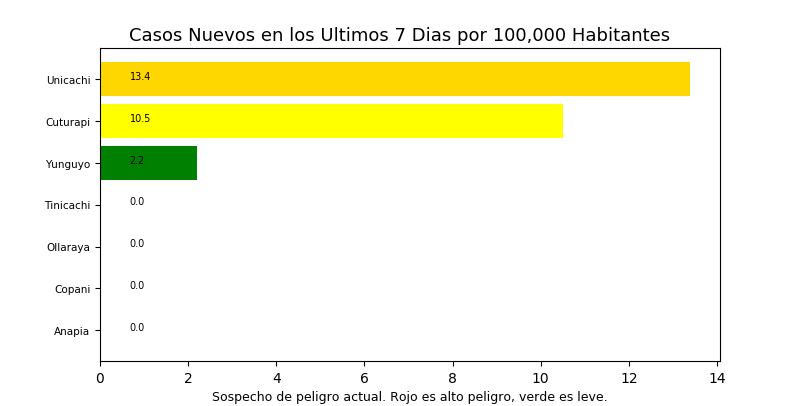 Casos Nuevos en los Ultimos 7 Dias por 100,000 Habitantes
Unicachi 13.4
Cuturapi 10.5
Yunguyo 2.2
Tinicachi 0.0
Ollaraya 0.0
Copani 0.0
Anapia 0.0
0 2 4 6 8 10 12 14
Sospecho de peligro actual. Rojo es alto peligro, verde es leve.